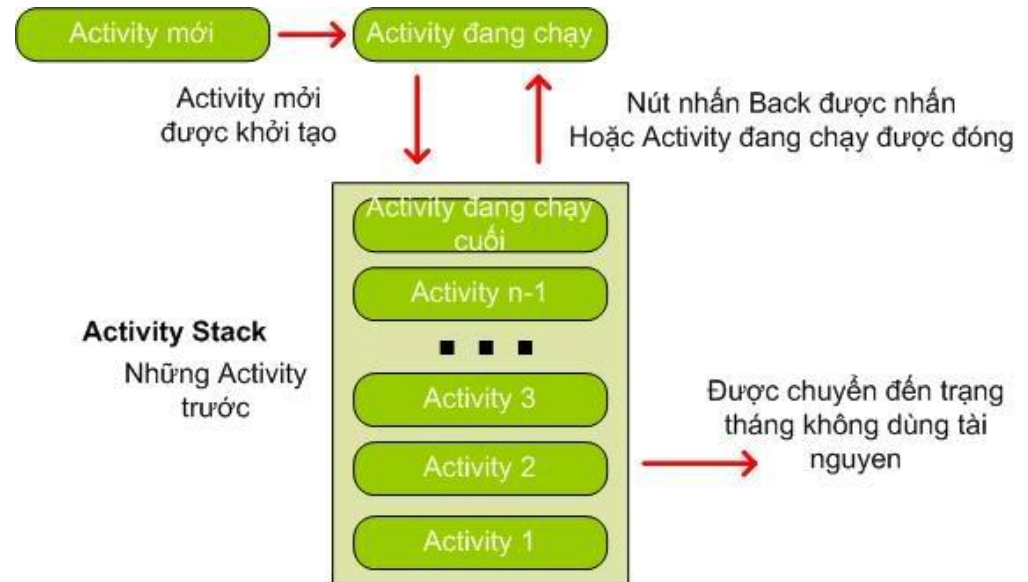 Activity mới
Activity đang chạy
Activity mởi
được khởi tạo
Nút nhấn Back được nhấn
Hoặc Activity đang chạy được đóng
Activity đang chạy
cuối
Activity n-1
Activity Stack
Những Activity
trước
Activity 3
Activity 2
Activity 1
Được chuyển đến trạng
tháng không dùng tài
nguyen